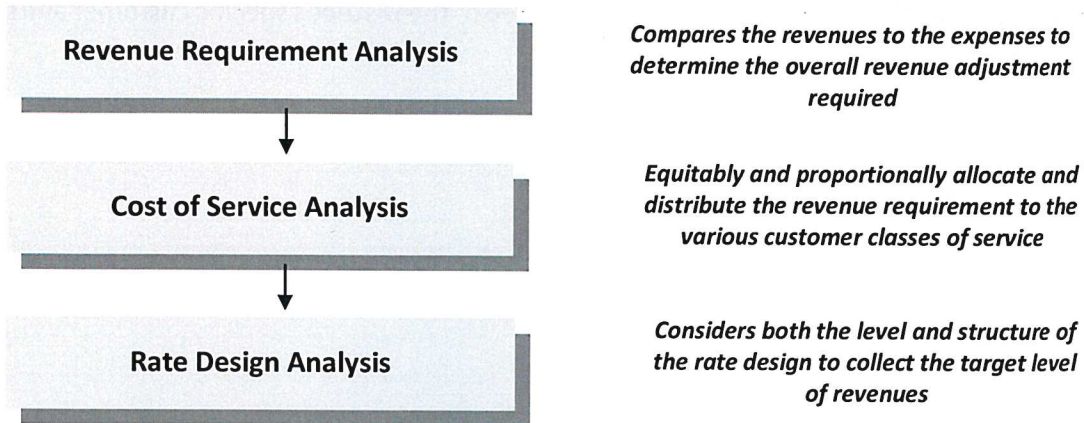 Revenue Requirement Analysis
Compares the revenues to the expenses to
determine the overall revenue adjustment
required
Cost of Service Analysis
Equitably and proportionally allocate and
distribute the revenue requirement to the
various customer classes of service
Rate Design Analysis
Considers both the level and structure of
the rate design to collect the target level
of revenues